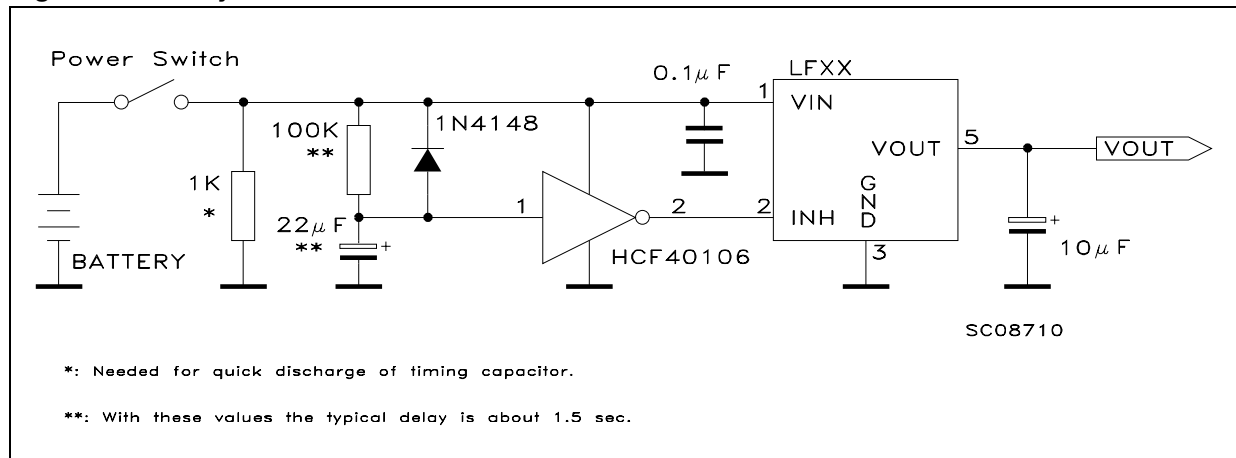 Power Switch
BATTERY
1K
*
100K
**
22μF
**
+
1N4148
1
2
HCF40106
0.1μF
LFXX
1
VIN
2
INH
GND
3
VOUT
5
VOUT
+
10μF
SC08710
*: Needed for quick discharge of timing capacitor.
**: With these values the typical delay is about 1.5 sec.